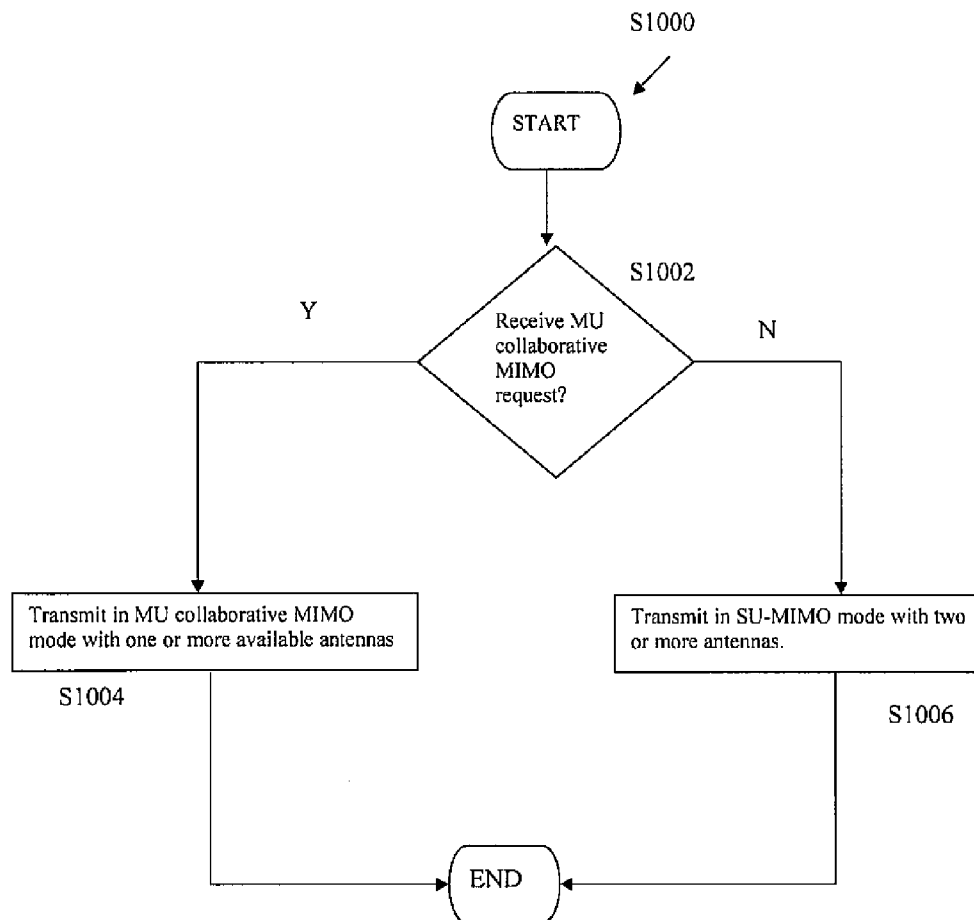 S1000
START
S1002
Y
N
Receive MU
collaborative
MIMO
request?
Transmit in MU collaborative MIMO
mode with one or more available antennas
Transmit in SU-MIMO mode with two
or more antennas.
S1004
S1006
END